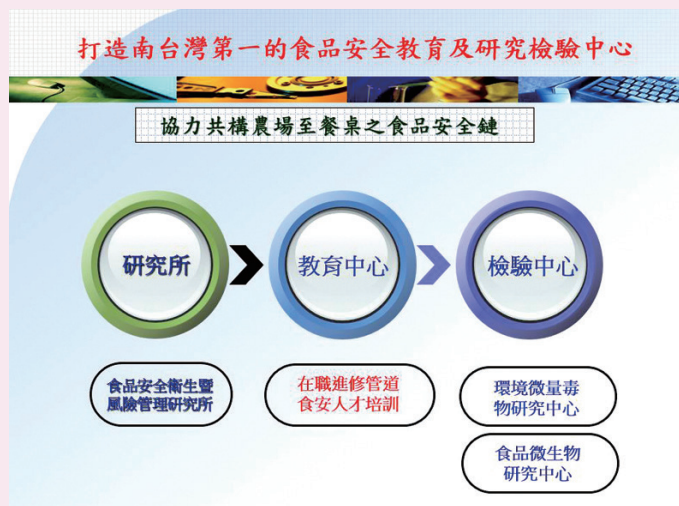 打造南台灣第一的食品安全教育及研究檢驗中心
協力共構農場至餐桌之食品安全鏈
研究所
教育中心
檢驗中心
食品安全衛生暨
風險管理研究所
在職進修管道
食安人才培訓
環境微量毒
物研究中心
食品微生物
研究中心